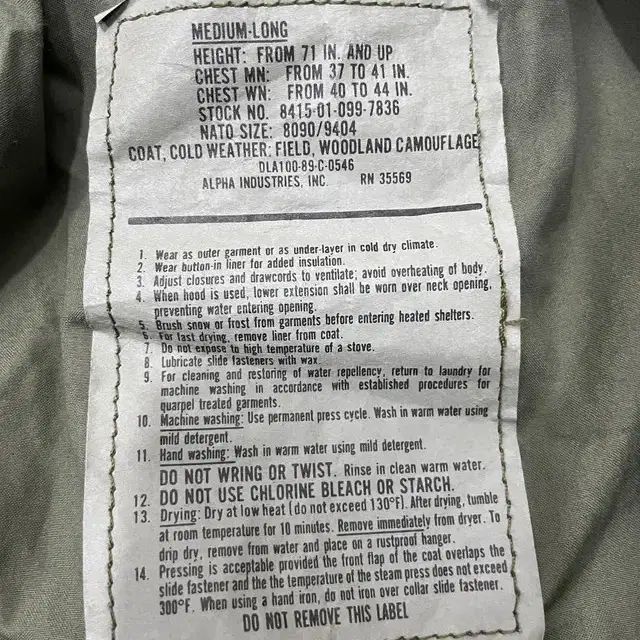 MEDIUM-LONG
HEIGHT: FROM 71 IN. AND UP
CHEST MN: FROM 37 TO 41 IN.
CHEST WN: FROM 40 TO 44 IN.
STOCK NO. 8415-01-099-7836
NATO SIZE: 8090/9404
COAT, COLD WEATHER: FIELD, WOODLAND CAMOUFLAGE
DLA100-89-C-0546
ALPHA INDUSTRIES, INC. RN 35569
1. Wear as outer garment or as under-layer in cold dry climate.
2. Wear button-in liner for added insulation.
3. Adjust closures and drawcords to ventilate; avoid overheating of body.
4. When hood is used, lower extension shall be worn over neck opening,
preventing water entering opening.
5. Brush snow or frost from garments before entering heated shelters.
6. For fast drying, remove liner from coat.
7. Do not expose to high temperature of a stove.
8. Lubricate slide fasteners with wax.
9. For cleaning and restoring of water repellency, return to laundry for
machine washing in accordance with established procedures for
quarpel treated garments.
10. Machine washing: Use permanent press cycle. Wash in warm water using
mild detergent.
11. Hand washing: Wash in warm water using mild detergent.
DO NOT WRING OR TWIST. Rinse in clean warm water.
12. DO NOT USE CHLORINE BLEACH OR STARCH.
13. Drying: Dry at low heat (do not exceed 130°F). After drying, tumble
at room temperature for 10 minutes. Remove immediately from dryer. To
drip dry, remove from water and place on a rustproof hanger.
14. Pressing is acceptable provided the front flap of the coat overlaps the
slide fastener and the the temperature of the steam press does not exceed
300°F. When using a hand iron, do not iron over collar slide fastener.
DO NOT REMOVE THIS LABEL